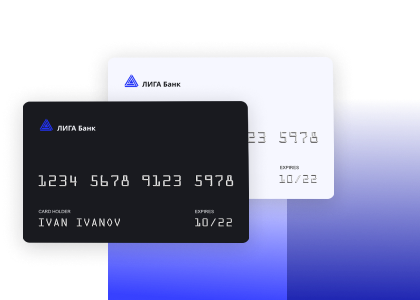 ЛИГА Банк
23 5978
EXPIRES
10/22
ЛИГА Банк
1234 5678 9123 5978
CARD HOLDER
EXPIRES
IVAN IVANOV
10/22